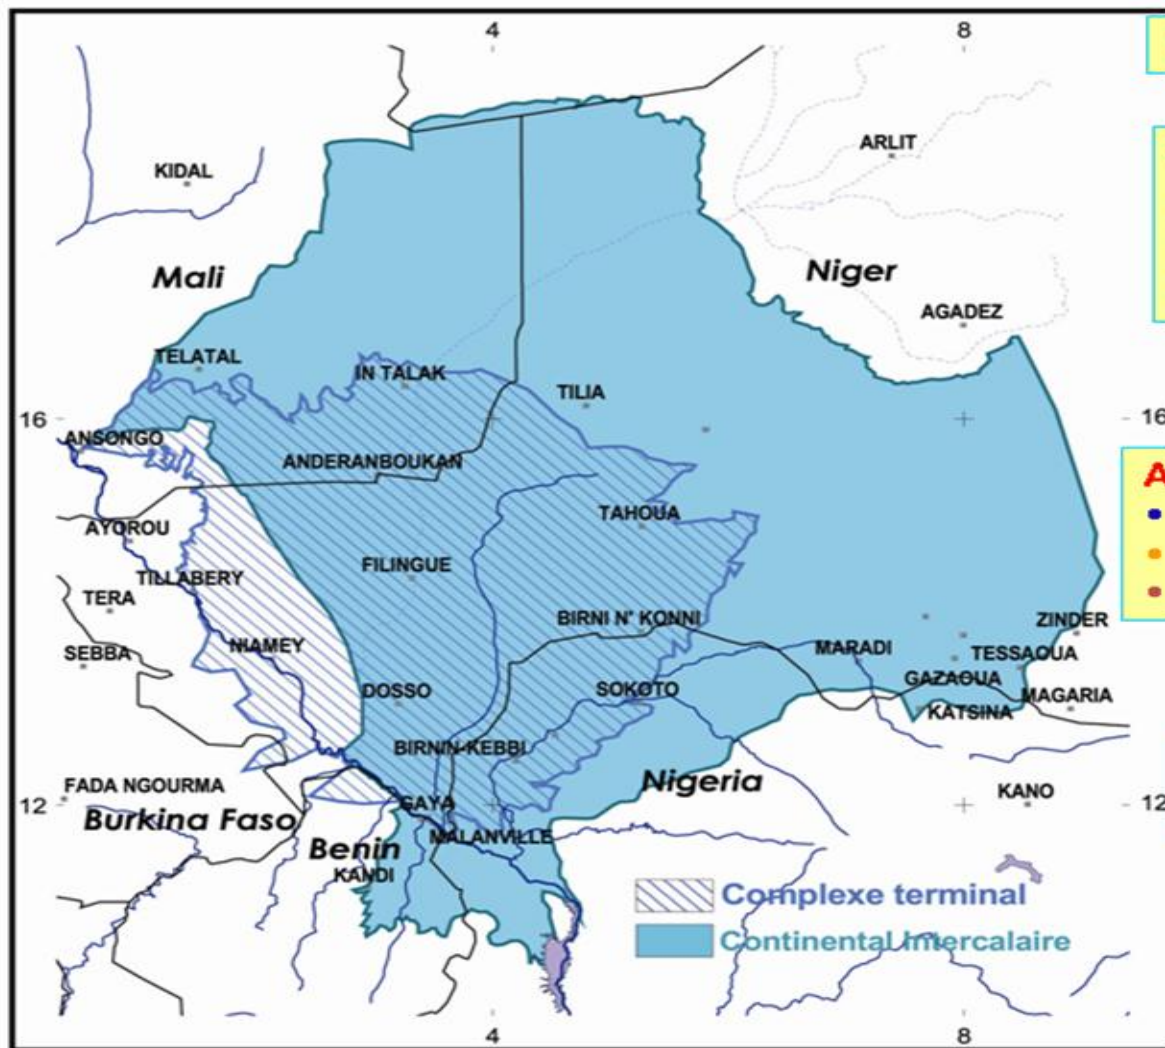 4 8
ARLIT
KIDAL
Mali
Niger
AGADEZ
TELATAL
IN TALAK
TILIA
16 16
ANSONGO
ANDERANBOUKAN
A
TAHOUA
AYOROU
FILINGUE
TILLABERY
TERA
BIRNI N' KONNI
ZINDER
NIAMEY
MARADI
SEBBA
TESSAOUA
GAZAOUA
DOSSO
SOKOTO
MAGARIA
KATSINA
BIRNIN-KEBBI
Nigeria
FADA NGOURMA
KANO
12 12
GAYA
Burkina Faso
MALANVILLE
Benin
KANDI
Complexe terminal
Continental Intercalaire
4 8